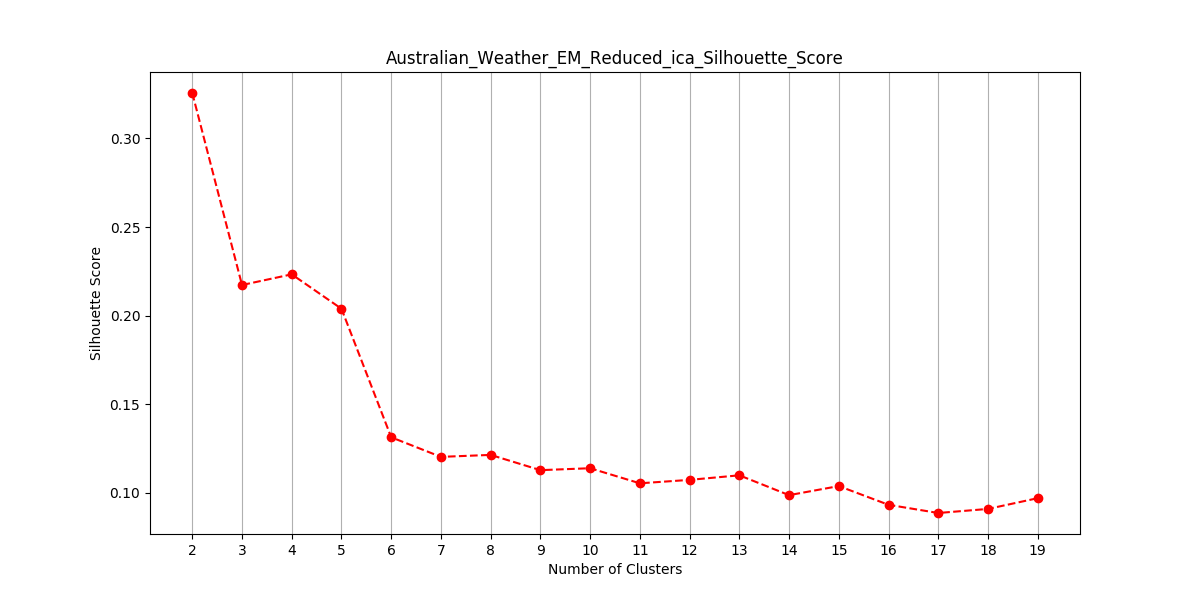 Australian_Weather_EM_Reduced_ica_Silhouette_Score
Silhouette Score
0.30
0.25
0.20
0.15
0.10
2 3 4 5 6 7 8 9 10 11 12 13 14 15 16 17 18 19
Number of Clusters